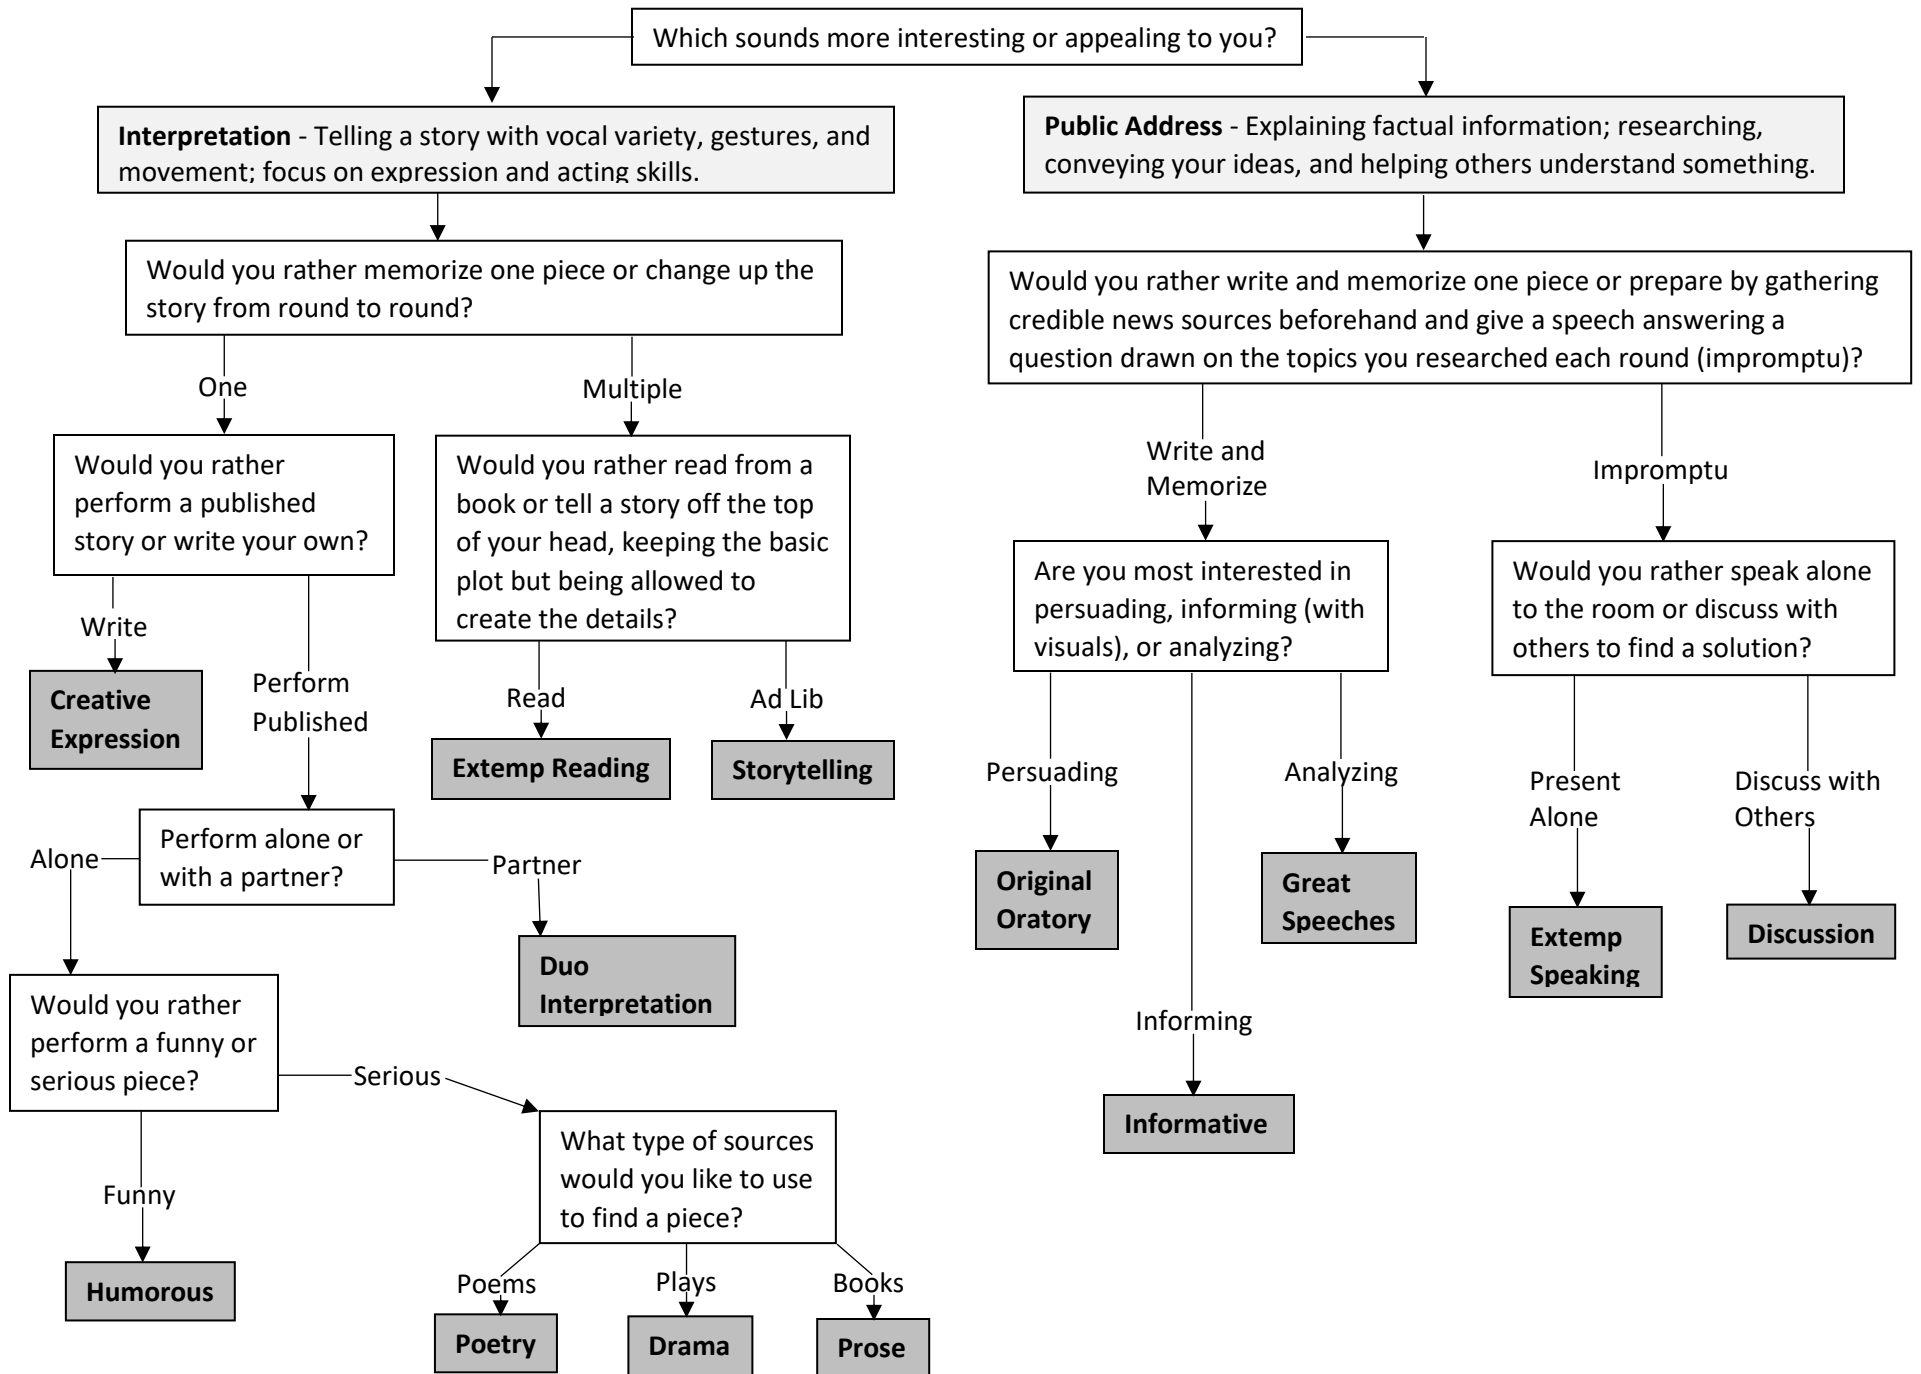 Which sounds more interesting or appealing to you?
Interpretation - Telling a story with vocal variety, gestures, and
movement; focus on expression and acting skills.
Public Address - Explaining factual information; researching,
conveying your ideas, and helping others understand something.
Would you rather memorize one piece or change up the
story from round to round?
Would you rather write and memorize one piece or prepare by gathering
credible news sources beforehand and give a speech answering a
question drawn on the topics you researched each round (impromptu)?
One
Multiple
Would you rather
perform a published
story or write your own?
Would you rather read from a
book or tell a story off the top
of your head, keeping the basic
plot but being allowed to
create the details?
Write and
Memorize
Impromptu
Are you most interested in
persuading, informing (with
visuals), or analyzing?
Would you rather speak alone
to the room or discuss with
others to find a solution?
Write
Perform
Published
Read
Ad Lib
Creative
Expression
Extemp Reading
Storytelling
Persuading
Analyzing
Present
Alone
Discuss with
Others
Perform alone or
with a partner?
Alone
Partner
Original
Oratory
Great
Speeches
Extemp
Speaking
Discussion
Duo
Interpretation
Would you rather
perform a funny or
serious piece?
Informing
Serious
Informative
What type of sources
would you like to use
to find a piece?
Funny
Humorous
Poems
Plays
Books
Poetry
Drama
Prose